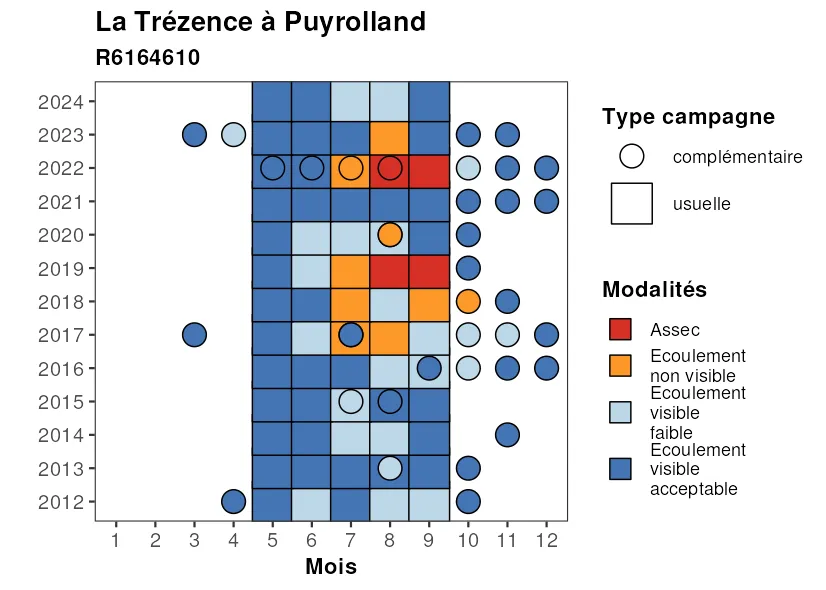 La Trézence à Puyrolland
R6164610
2024
2023
2022
2021
2020
2019
2018
2017
2016
2015
2014
2013
2012
1 2 3 4 5 6 7 8 9 10 11 12
Mois
Type campagne
complémentaire
usuelle
Modalités
Assec
Ecoulement
non visible
Ecoulement
visible
faible
Ecoulement
visible
acceptable